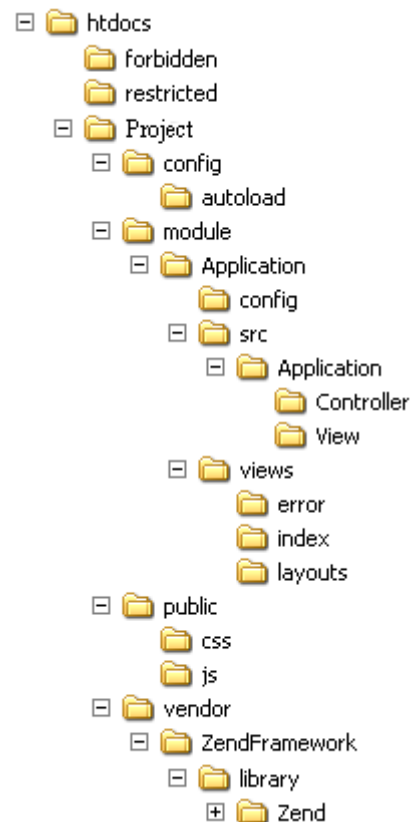 htdocs
forbidden
restricted
Project
config
autoload
module
Application
config
src
Application
Controller
View
views
error
index
layouts
public
css
js
vendor
ZendFramework
library
Zend